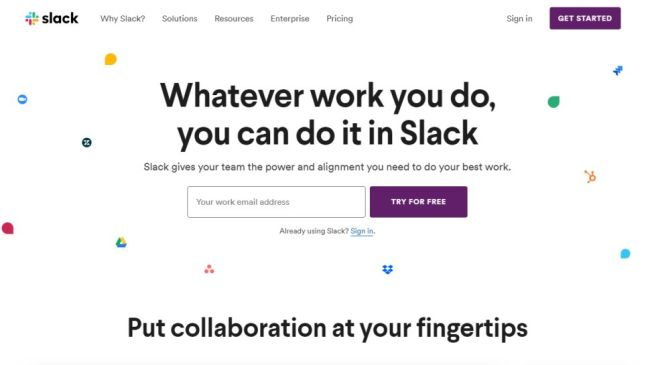 slack
Why Slack? Solutions Resources Enterprise Pricing Sign in GET STARTED
Whatever work you do,
you can do it in Slack
Slack gives your team the power and alignment you need to do your best work.
Your work email address TRY FOR FREE
Already using Slack? Sign in.
Put collaboration at your fingertips